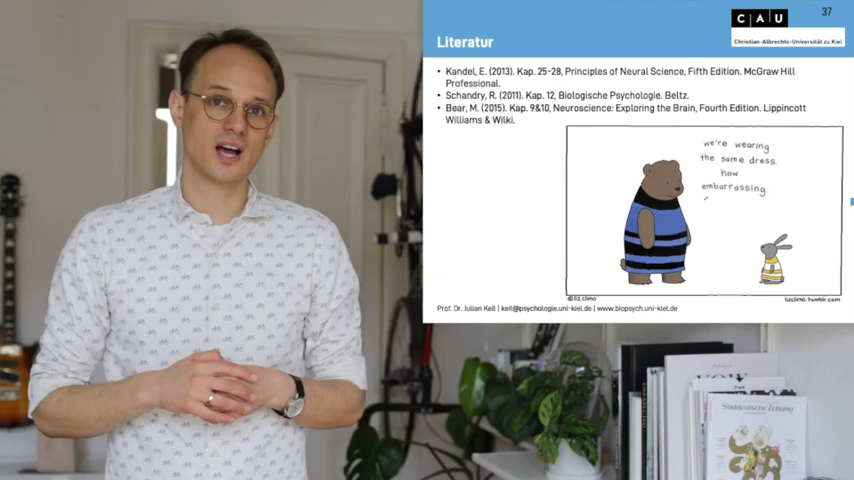 37
CAU
Christian-Albrechts-Universität zu Kiel
Literatur
• Kandel, E. (2013). Kap. 25-28, Principles of Neural Science, Fifth Edition. McGraw Hill
Professional.
• Schandry, R. (2011). Kap. 12, Biologische Psychologie. Beltz.
• Bear, M. (2015). Kap. 9&10, Neuroscience: Exploring the Brain, Fourth Edition. Lippincott
Williams & Wilki.
we're wearing
the same dress.
how
embarrassing.
©liz climo
lizclimo.tumblr.com
Prof. Dr. Julian Keil | keil@psychologie.uni-kiel.de | www.biopsych.uni-kiel.de
Süddeutsche Zeitung